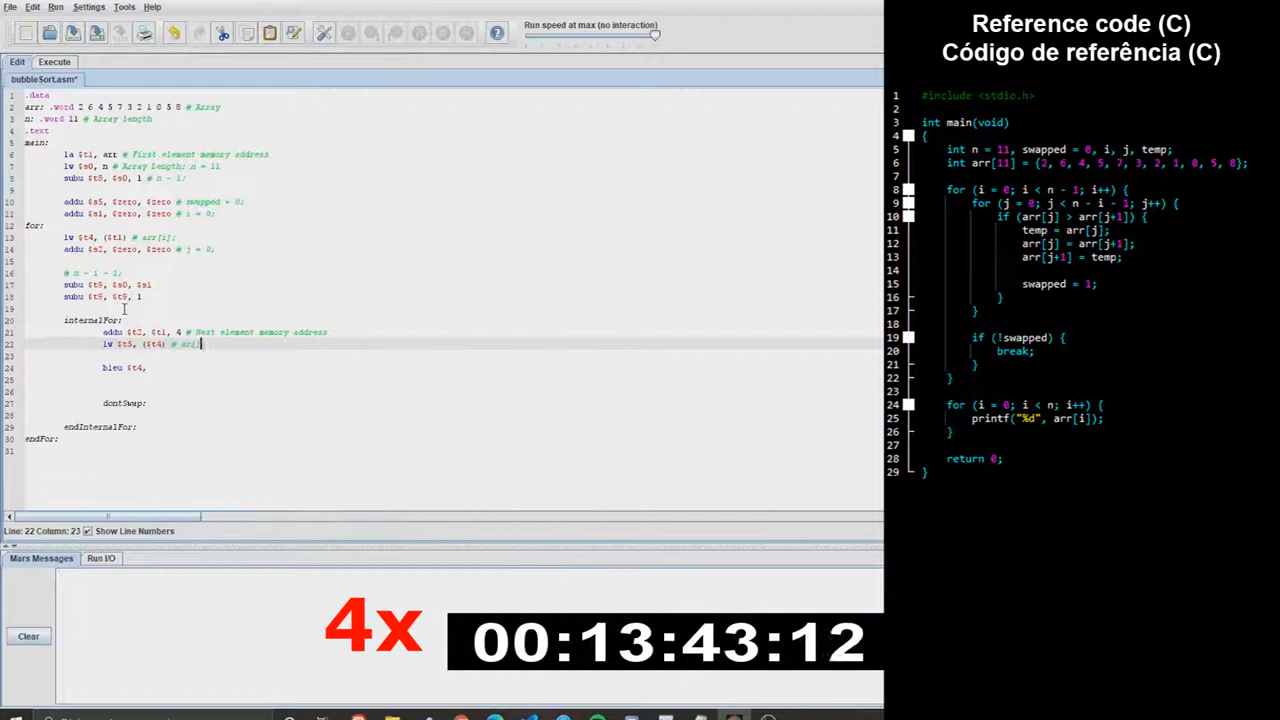 File Edit Run Settings Tools Help
Run speed at max (no interaction)
Edit Execute
bubbleSort.asm*
1 .data
2 arr: .word 2 6 4 5 7 3 2 1 0 5 8 # Array
3 n: .word 11 # Array length
4 .text
5 main:
6 la $t1, arr # First element memory address
7 lw $s0, n # Array Length; n = 11
8 subu $t8, $s0, 1 # n - 1;
9
10 addu $s5, $zero, $zero # swapped = 0;
11 addu $s1, $zero, $zero # i = 0;
12 for:
13 lw $t4, ($t1) # arr[i];
14 addu $s2, $zero, $zero # j = 0;
15
16 # n - i - 1;
17 subu $t9, $s0, $s1
18 subu $t9, $t9, 1
19
20 internalFor:
21 addu $t2, $t1, 4 # Next element memory address
22 lw $t5, ($t4) # ar[]
23
24 bleu $t4,
25
26
27 dontSwap:
28
29 endInternalFor:
30 endFor:
31
Line: 22 Column: 23 Show Line Numbers
Mars Messages Run I/O
Clear
4x 00:13:43:12
Reference code (C)
Código de referência (C)
1 #include <stdio.h>
2
3 int main(void)
4 {
5 int n = 11, swapped = 0, i, j, temp;
6 int arr[11] = {2, 6, 4, 5, 7, 3, 2, 1, 0, 5, 8};
7
8 for (i = 0; i < n - 1; i++) {
9 for (j = 0; j < n - i - 1; j++) {
10 if (arr[j] > arr[j+1]) {
11 temp = arr[j];
12 arr[j] = arr[j+1];
13 arr[j+1] = temp;
14
15 swapped = 1;
16 }
17 }
18
19 if (!swapped) {
20 break;
21 }
22 }
23
24 for (i = 0; i < n; i++) {
25 printf("%d", arr[i]);
26 }
27
28 return 0;
29 }